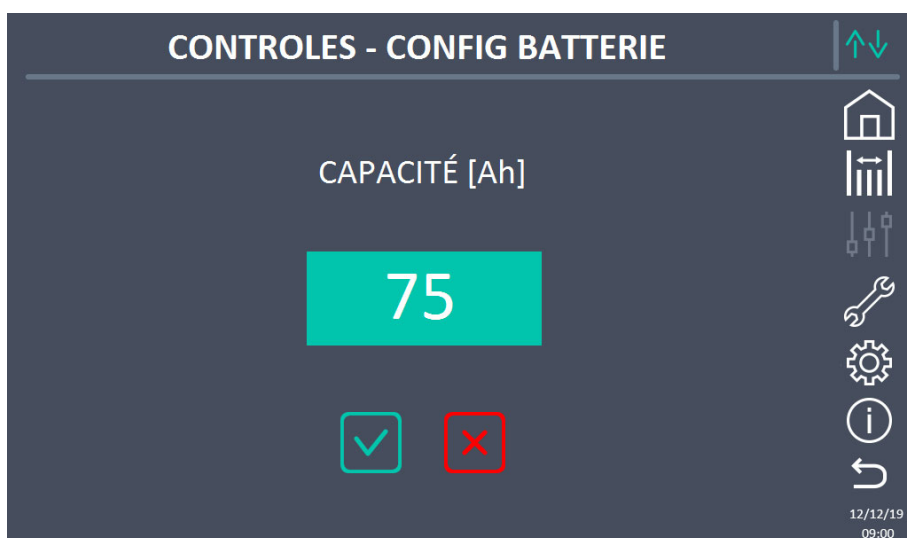 CONTROLES - CONFIG BATTERIE
CAPACITÉ [Ah]
75
12/12/19
09:00